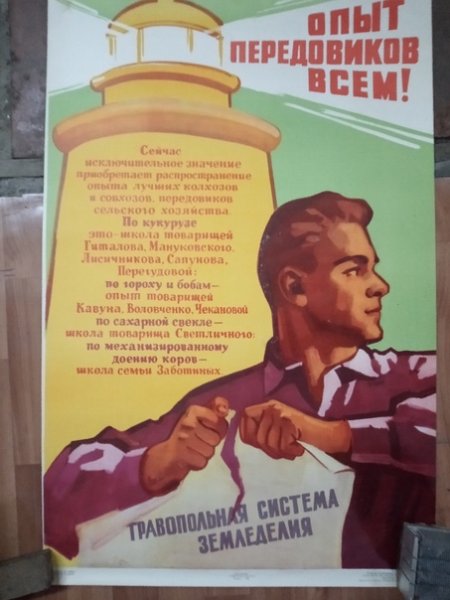 ОПЫТ
ПЕРЕДОВИКОВ
ВСЕМ!
Сейчас
исключительное значение
приобретает распространение
опыта лучших колхозов
и совхозов, передовиков
сельского хозяйства.
По кукурузе
это-школа товарищей
Гиталова, Мануковского,
Лисичникова, Сапунова,
Перегудовой;
по гороху и бобам—
опыт товарищей
Кавуна, Воловченко, Чекановой
по сахарной свекле—
школа товарища Светличного;
по механизированному
доению коров—
школа семьи Заботиных.
ТРАВОПОЛЬНАЯ СИСТЕМА
ЗЕМЛЕДЕЛИЯ